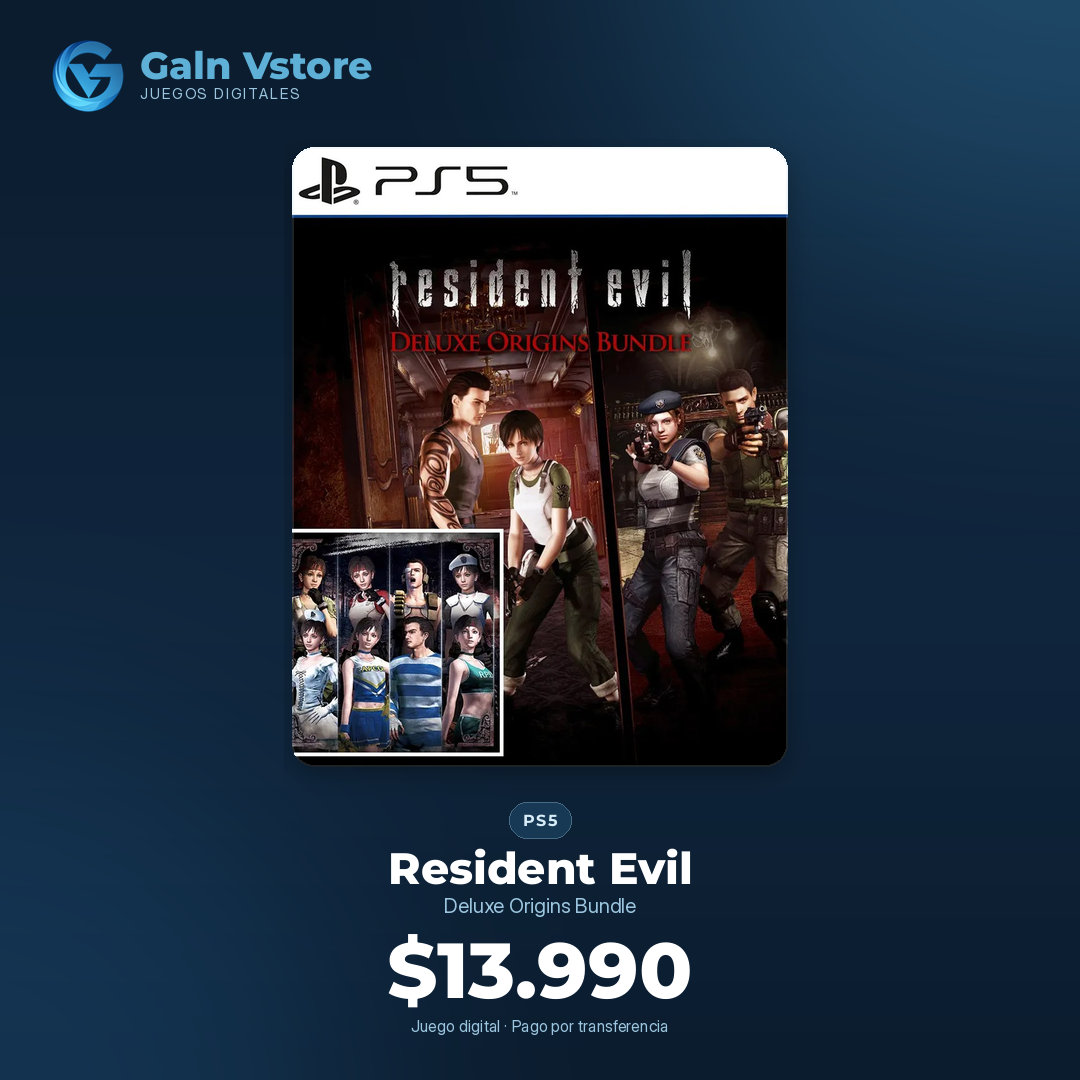 GaIn Vstore
JUEGOS DIGITALES
PS5
resident evil
DELUXE ORIGINS BUNDLE
PS5
Resident Evil
Deluxe Origins Bundle
$13.990
Juego digital · Pago por transferencia